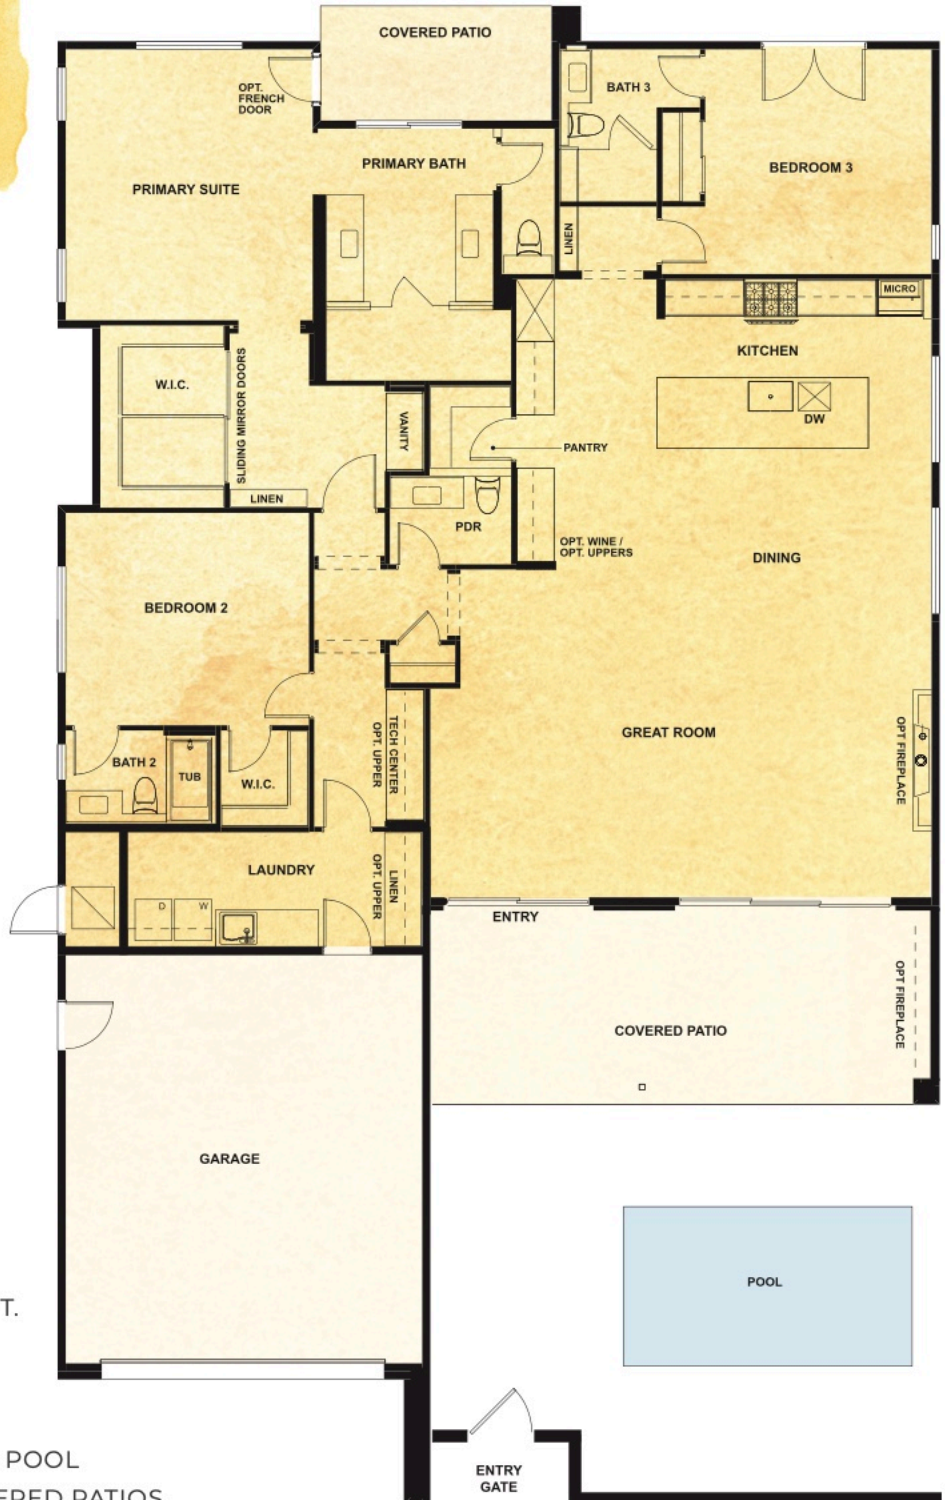 COVERED PATIO
OPT.
FRENCH
DOOR
BATH 3
PRIMARY BATH
BEDROOM 3
PRIMARY SUITE
LINEN
MICRO
KITCHEN
W.I.C.
SLIDING MIRROR DOORS
VANITY
DW
PANTRY
LINEN
PDR
OPT. WINE /
OPT. UPPERS
DINING
BEDROOM 2
GREAT ROOM
TECH CENTER
OPT. UPPER
OPT FIREPLACE
BATH 2
TUB
W.I.C.
LAUNDRY
LINEN
OPT. UPPER
D
W
ENTRY
OPT FIREPLACE
COVERED PATIO
GARAGE
POOL
T.
POOL
ENTRY
GATE
ERED PATIOS